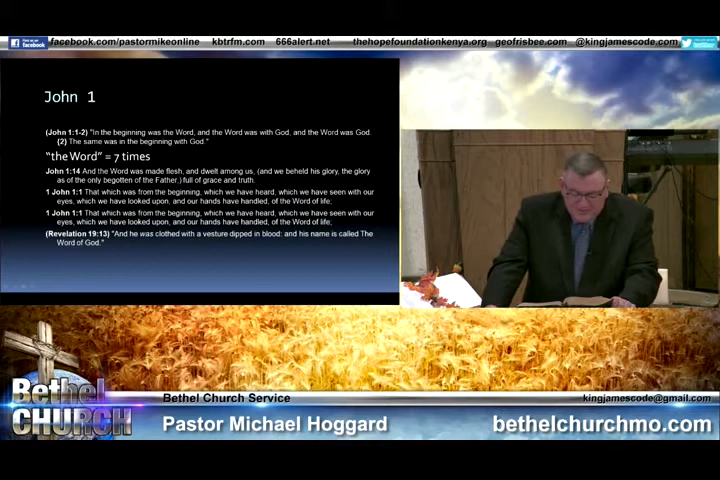 Find us on facebook
facebook.com/pastormikeonline kbtrfm.com 666alert.net thehopefoundationkenya.org geofrisbee.com @kingjamescode.com
John 1
(John 1:1-2) "In the beginning was the Word, and the Word was with God, and the Word was God.
(2) The same was in the beginning with God."
"the Word" = 7 times
John 1:14 And the Word was made flesh, and dwelt among us, (and we beheld his glory, the glory
as of the only begotten of the Father,) full of grace and truth.
1 John 1:1 That which was from the beginning, which we have heard, which we have seen with our
eyes, which we have looked upon, and our hands have handled, of the Word of life;
1 John 1:1 That which was from the beginning, which we have heard, which we have seen with our
eyes, which we have looked upon, and our hands have handled, of the Word of life;
(Revelation 19:13) "And he was clothed with a vesture dipped in blood: and his name is called The
Word of God."
Bethel
CHURCH
Bethel Church Service
kingjamescode@gmail.com
Pastor Michael Hoggard
bethelchurchmo.com